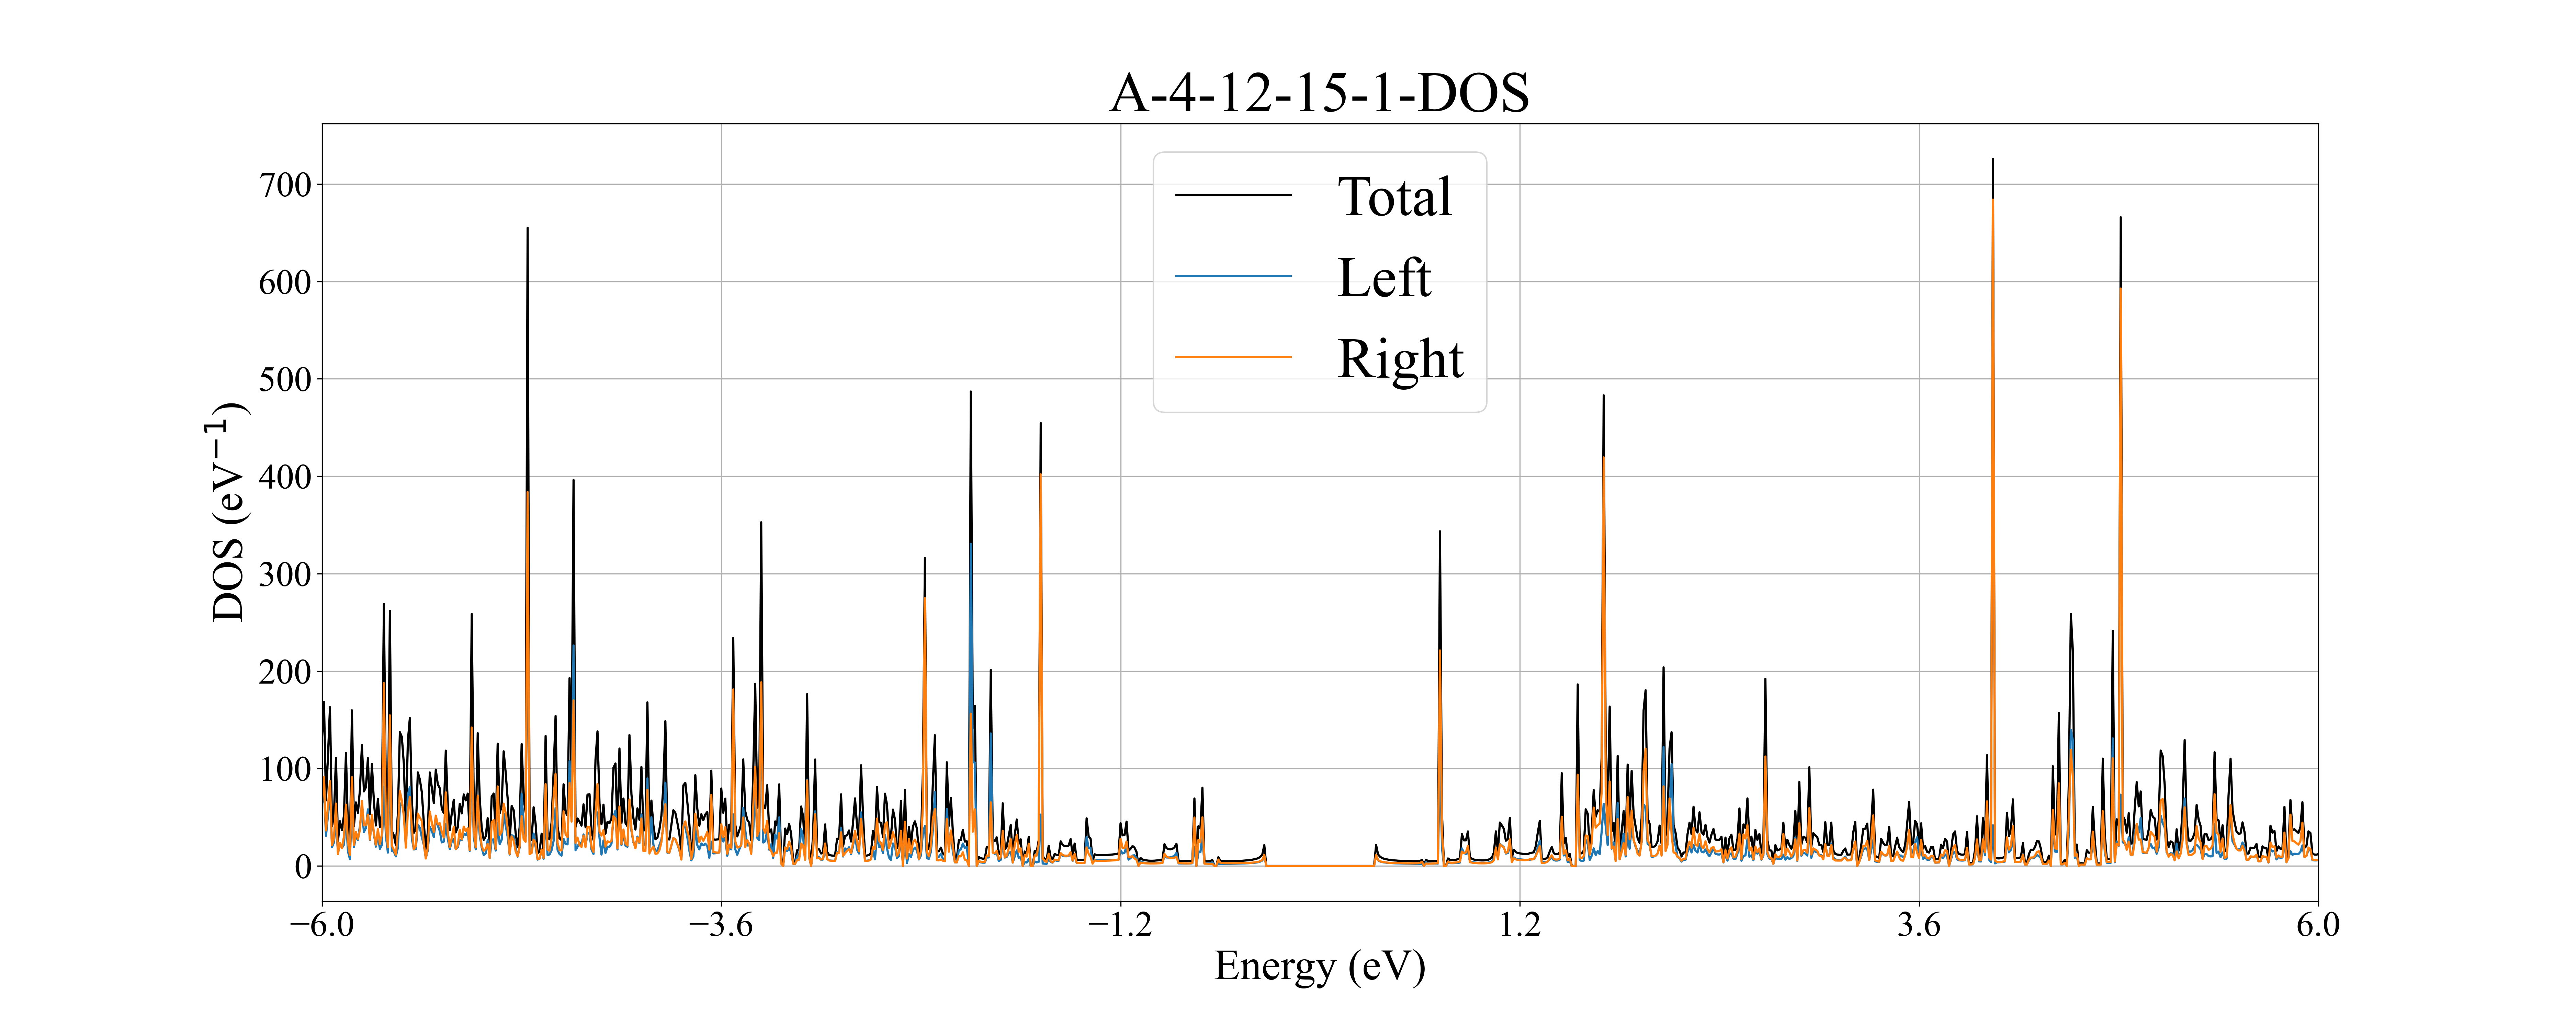 A-4-12-15-1-DOS
Total
Left
Right
700
600
500
400
300
200
100
0
DOS (eV⁻¹)
−6.0 −3.6 −1.2 1.2 3.6 6.0
Energy (eV)